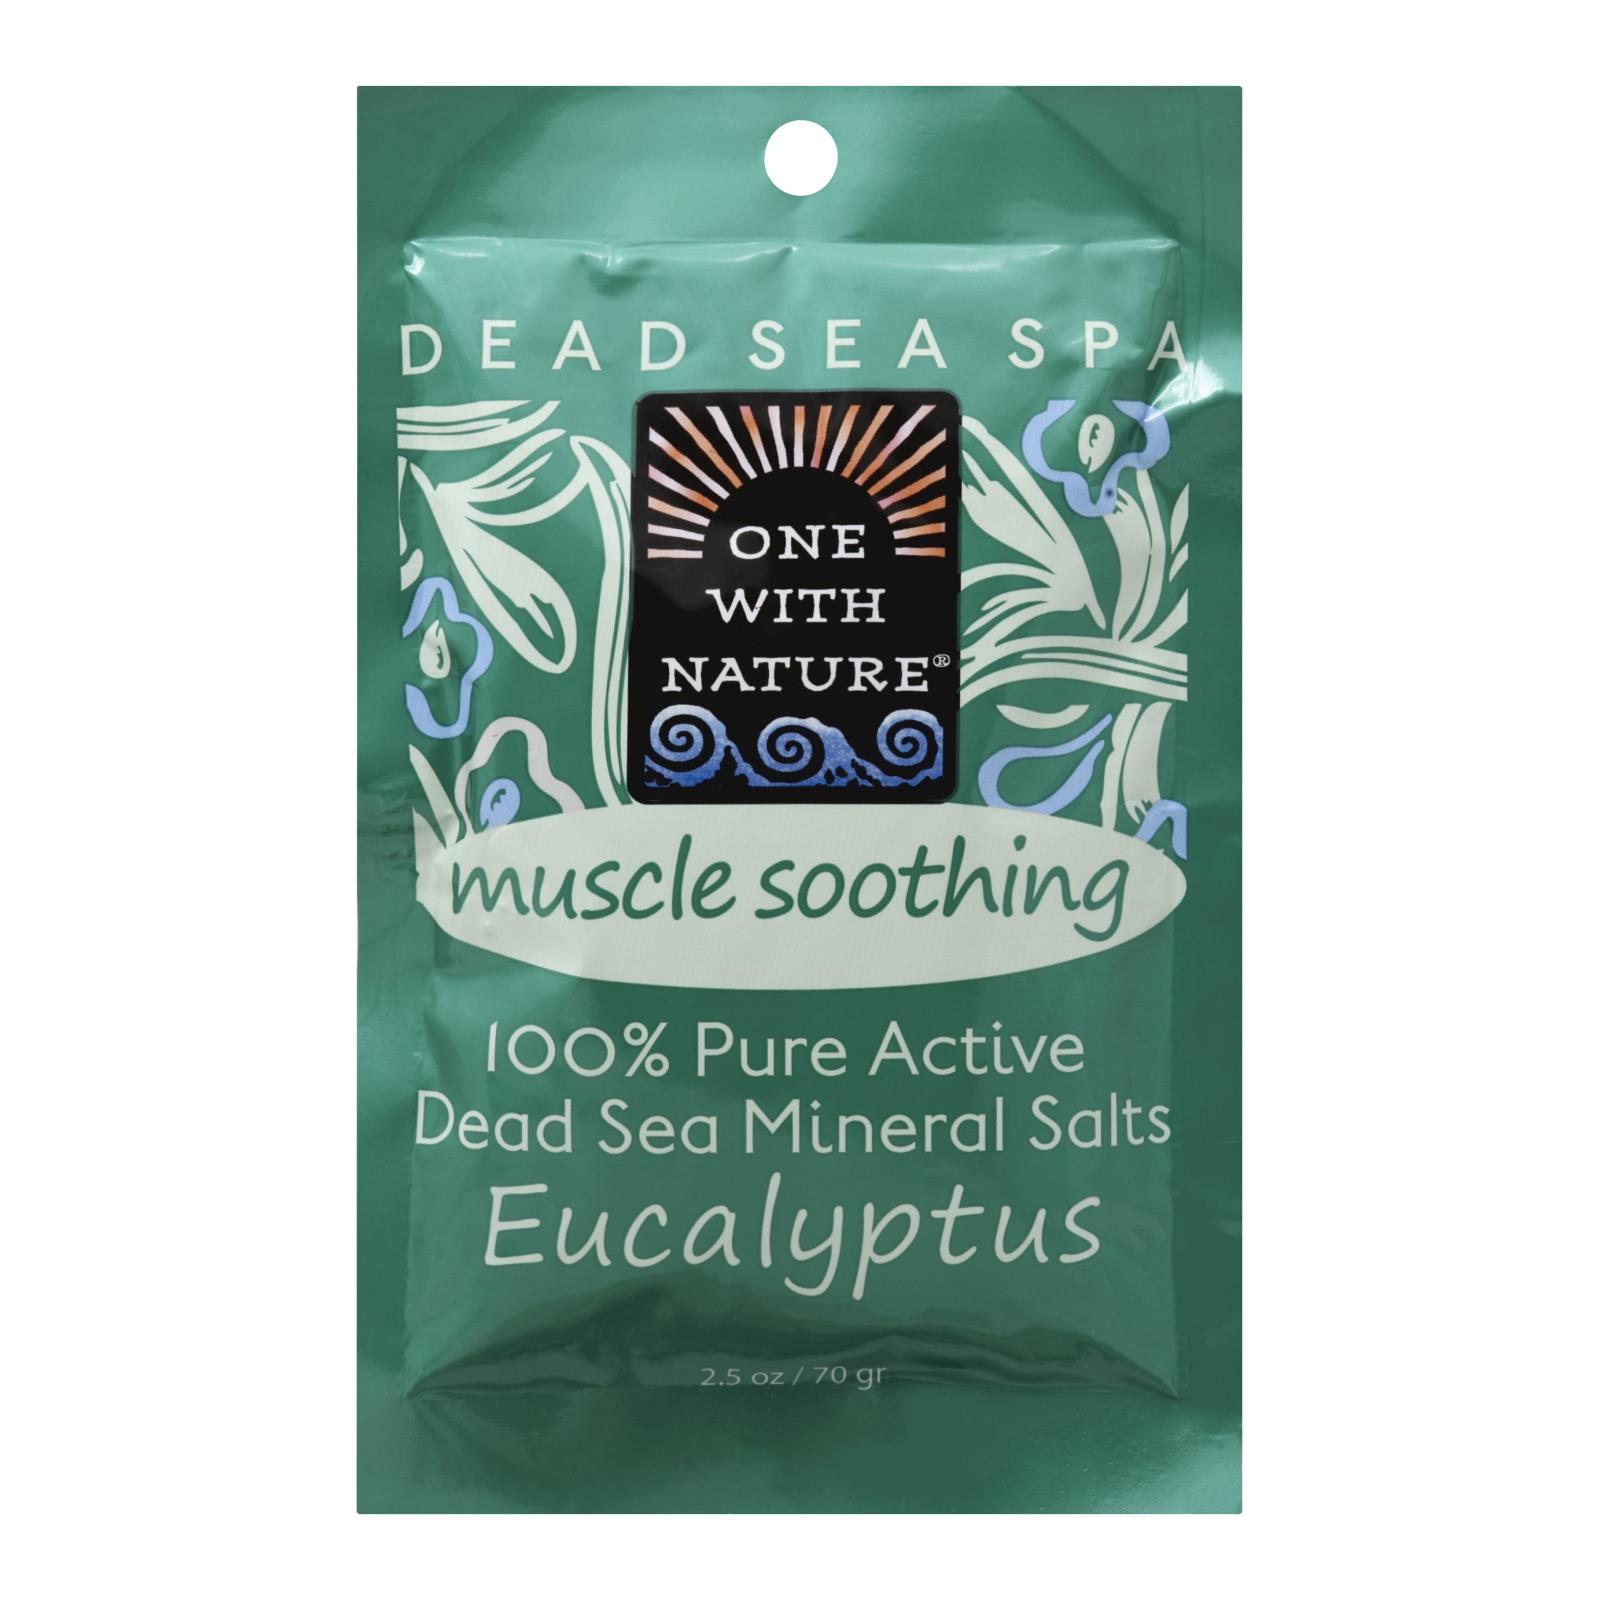 DEAD SEA SPA
ONE
WITH
NATURE®
muscle soothing
100% Pure Active
Dead Sea Mineral Salts
Eucalyptus
2.5 oz / 70 gr